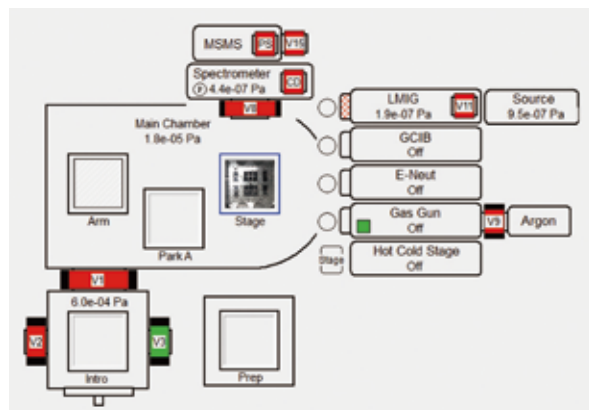 MSMS
PS
V15
Spectrometer
P 4.4e-07 Pa
CD
V8
Main Chamber
1.8e-05 Pa
LMIG
1.9e-07 Pa
V11
Source
9.5e-07 Pa
GCIB
Off
E-Neut
Off
Arm
Park A
Stage
Gas Gun
Off
V9
Argon
Stage
Hot Cold Stage
Off
V1
6.0e-04 Pa
V2
V3
Intro
Prep